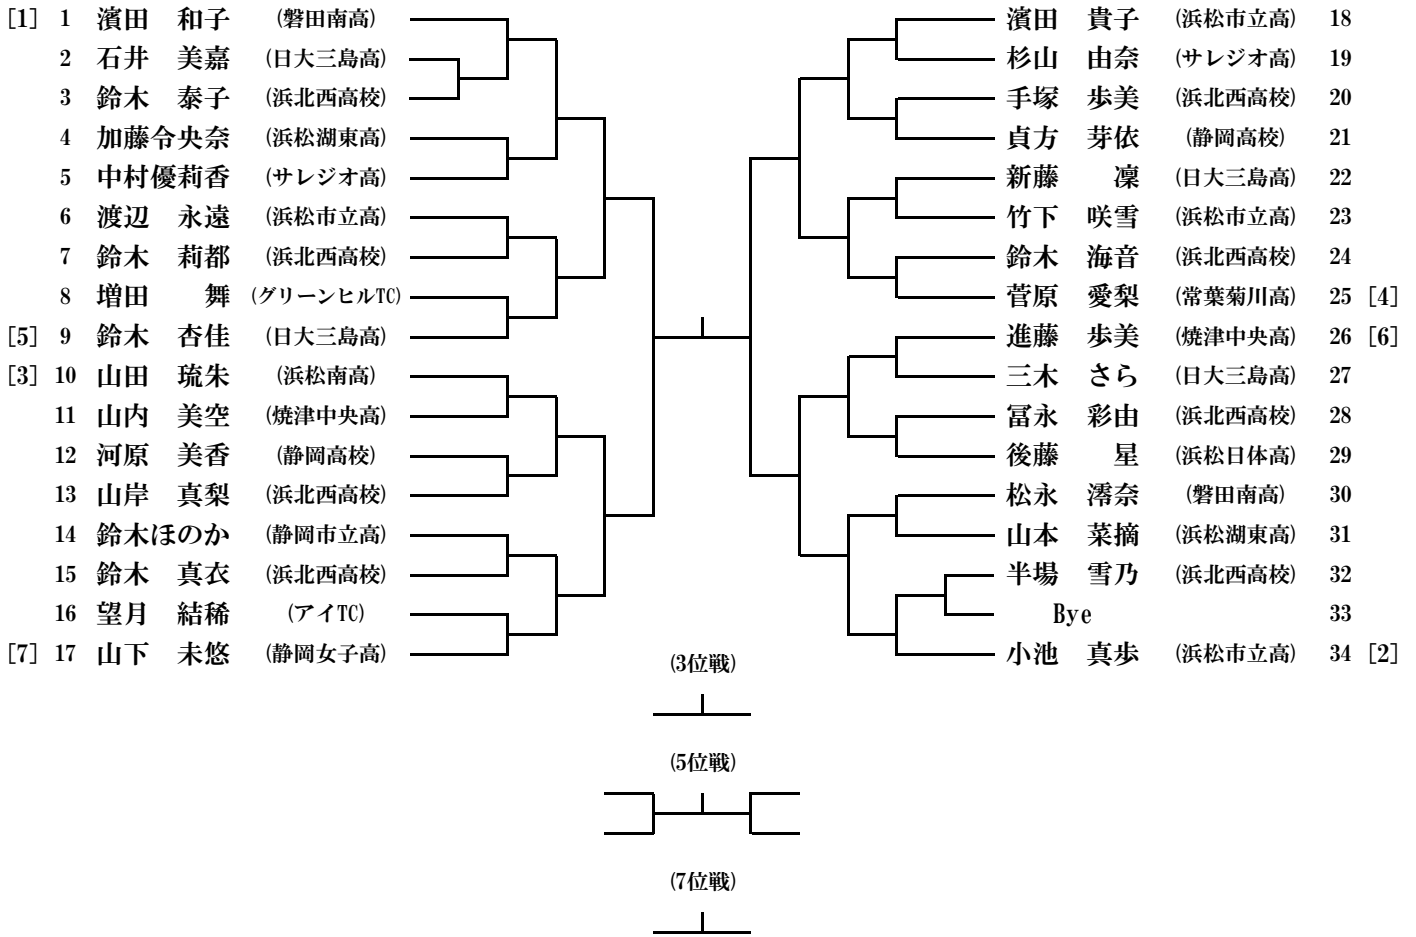 [1] 1 濱田 和子 (磐田南高)
2 石井 美嘉 (日大三島高)
3 鈴木 泰子 (浜北西高校)
4 加藤令央奈 (浜松湖東高)
5 中村優莉香 (サレジオ高)
6 渡辺 永遠 (浜松市立高)
7 鈴木 莉都 (浜北西高校)
8 増田 舞 (グリーンヒルTC)
[5] 9 鈴木 杏佳 (日大三島高)
[3] 10 山田 琉朱 (浜松南高)
11 山内 美空 (焼津中央高)
12 河原 美香 (静岡高校)
13 山岸 真梨 (浜北西高校)
14 鈴木ほのか (静岡市立高)
15 鈴木 真衣 (浜北西高校)
16 望月 結稀 (アイTC)
[7] 17 山下 未悠 (静岡女子高)
濱田 貴子 (浜松市立高) 18
杉山 由奈 (サレジオ高) 19
手塚 歩美 (浜北西高校) 20
貞方 芽依 (静岡高校) 21
新藤 凜 (日大三島高) 22
竹下 咲雪 (浜松市立高) 23
鈴木 海音 (浜北西高校) 24
菅原 愛梨 (常葉菊川高) 25 [4]
進藤 歩美 (焼津中央高) 26 [6]
三木 さら (日大三島高) 27
冨永 彩由 (浜北西高校) 28
後藤 星 (浜松日体高) 29
松永 澪奈 (磐田南高) 30
山本 菜摘 (浜松湖東高) 31
半場 雪乃 (浜北西高校) 32
Bye 33
小池 真歩 (浜松市立高) 34 [2]
(3位戦)
(5位戦)
(7位戦)